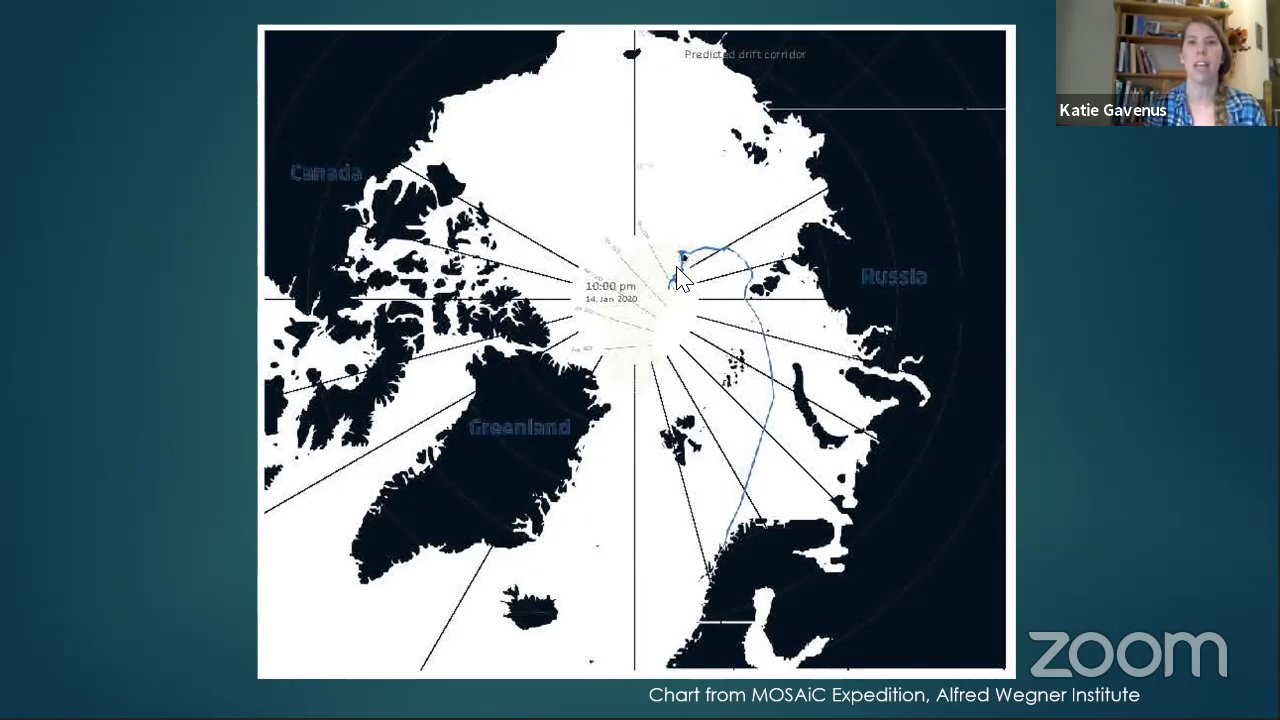 Predicted drift corridor
Katie Gavenus
Canada
Russia
10:00 pm
14. Jan 2020
Greenland
zoom
Chart from MOSAiC Expedition, Alfred Wegner Institute